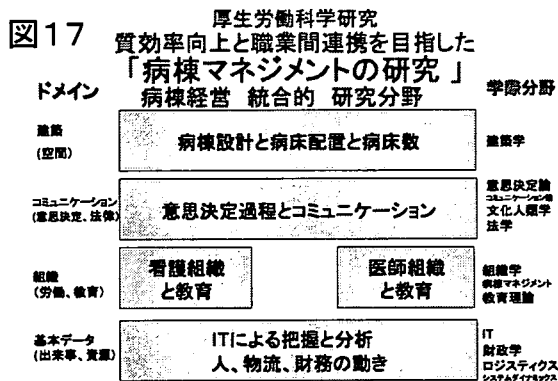 図17
厚生労働科学研究
質効率向上と職業間連携を目指した
「病棟マネジメントの研究 」
病棟経営 統合的 研究分野
ドメイン
学際分野
建築
(空間)
病棟設計と病床配置と病床数
建築学
コミュニケーション
(意思決定、法律)
意思決定過程とコミュニケーション
意思決定論
コミュニケーション論
文化人類学
法学
組織
(労働、教育)
看護組織
と教育
医師組織
と教育
組織学
病棟マネジメント
教育理論
基本データ
(出来事、資源)
ITによる把握と分析
人、物流、財務の動き
IT
財政学
ロジスティクス
システムダイナミックス